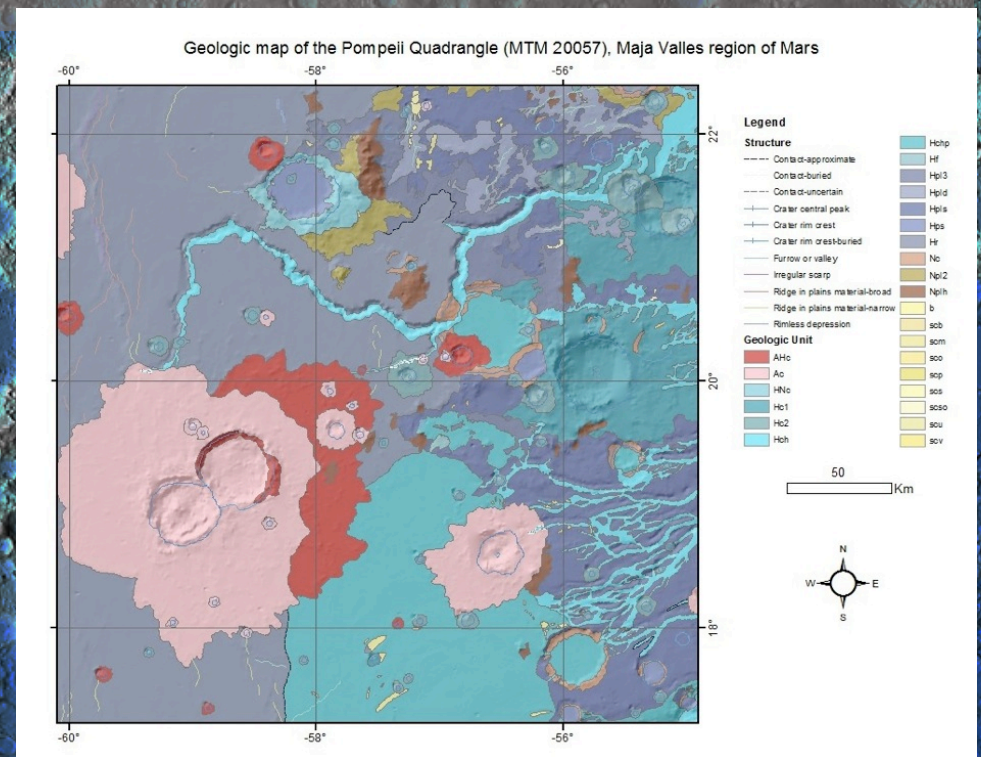 Geologic map of the Pompeii Quadrangle (MTM 20057), Maja Valles region of Mars
-60°
-58°
-56°
22°
20°
18°
-60°
-58°
-56°
Legend
Structure
Contact-approximate
Contact-buried
Contact-uncertain
Crater central peak
Crater rim crest
Crater rim crest-buried
Furrow or valley
Irregular scarp
Ridge in plains material-broad
Ridge in plains material-narrow
Rimless depression
Geologic Unit
AHc
Ac
HNc
Hc1
Hc2
Hch
Hchp
Hf
Hpl3
Hpld
Hpls
Hps
Hr
Nc
Npl2
Nplh
b
scb
scm
sco
scp
scs
scso
scu
scv
50
Km
N
W
E
S